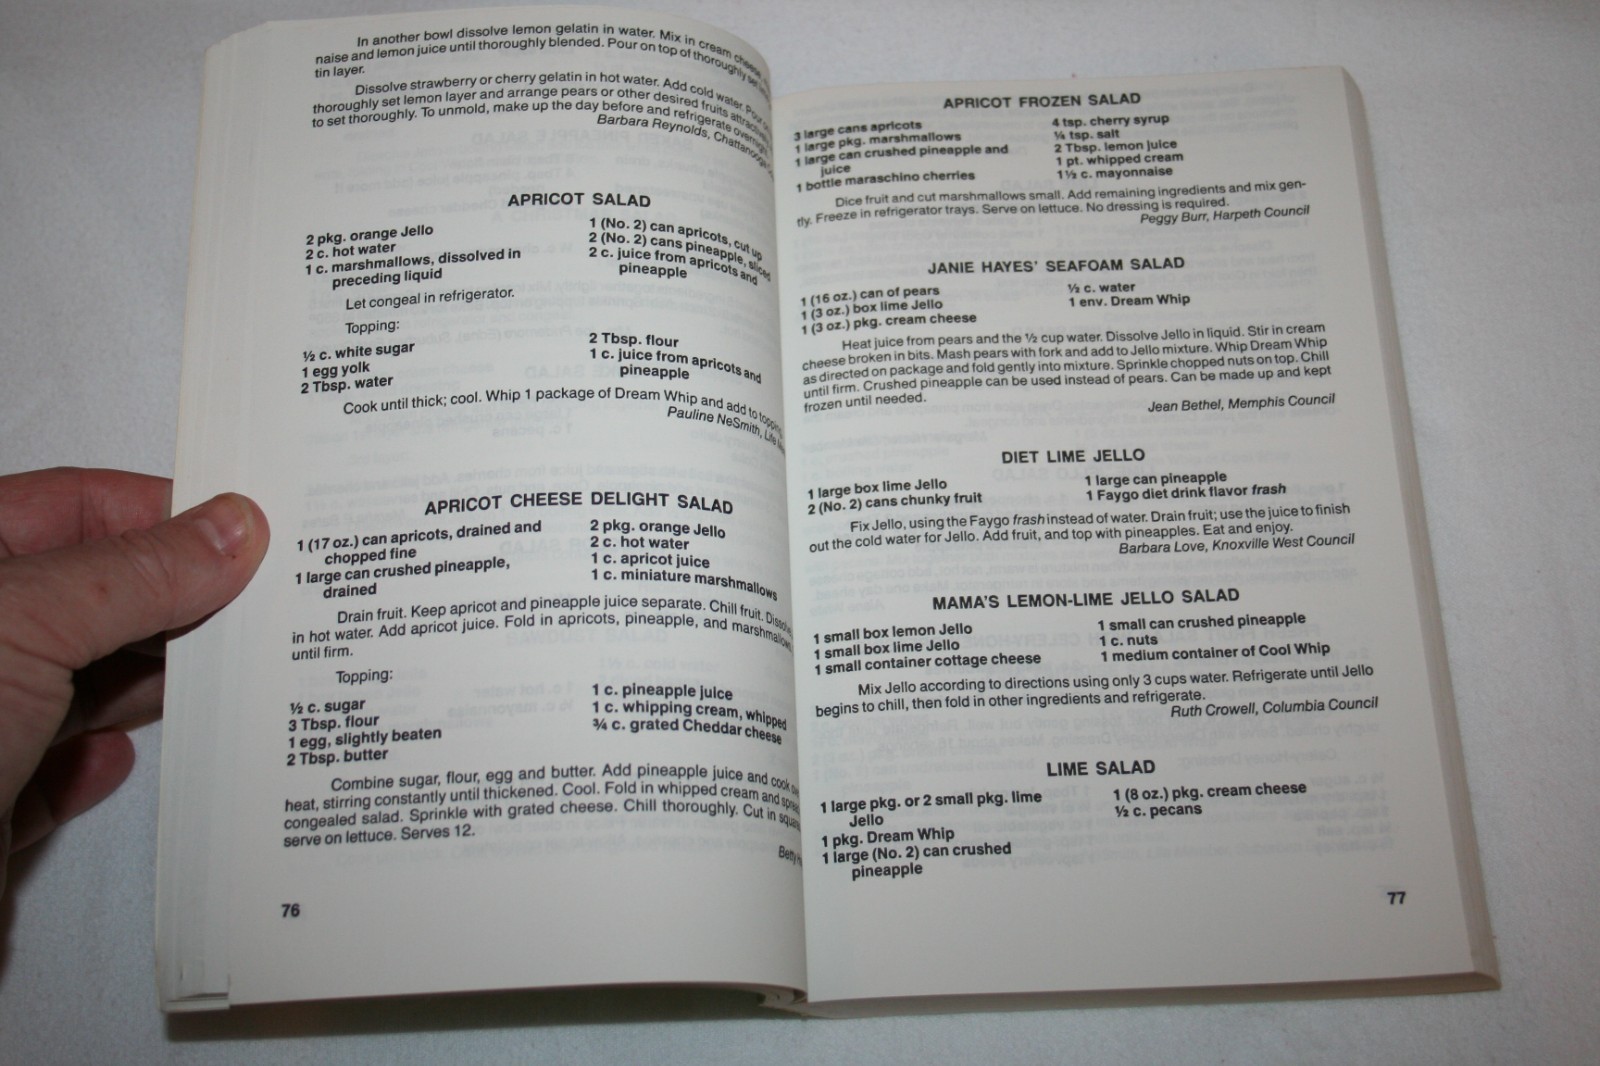 In another bowl dissolve lemon gelatin in water. Mix in cream cheese,
naise and lemon juice until thoroughly blended. Pour on top of thoroughly set
tin layer.
Dissolve strawberry or cherry gelatin in hot water. Add cold water. Pour
thoroughly set lemon layer and arrange pears or other desired fruits attractively
to set thoroughly. To unmold, make up the day before and refrigerate overnight.
Barbara Reynolds, Chattanooga
APRICOT SALAD
2 pkg. orange Jello
2 c. hot water
1 c. marshmallows, dissolved in
preceding liquid
1 (No. 2) can apricots, cut up
2 (No. 2) cans pineapple, sliced
2 c. juice from apricots and
pineapple
Let congeal in refrigerator.
Topping:
½ c. white sugar
1 egg yolk
2 Tbsp. water
2 Tbsp. flour
1 c. juice from apricots and
pineapple
Cook until thick; cool. Whip 1 package of Dream Whip and add to topping.
Pauline NeSmith, Life
APRICOT CHEESE DELIGHT SALAD
1 (17 oz.) can apricots, drained and
chopped fine
1 large can crushed pineapple,
drained
2 pkg. orange Jello
2 c. hot water
1 c. apricot juice
1 c. miniature marshmallows
Drain fruit. Keep apricot and pineapple juice separate. Chill fruit.
in hot water. Add apricot juice. Fold in apricots, pineapple, and
until firm.
Topping:
½ c. sugar
3 Tbsp. flour
1 egg, slightly beaten
2 Tbsp. butter
1 c. pineapple juice
1 c. whipping cream, whipped
¾ c. grated Cheddar cheese
Combine sugar, flour, egg and butter. Add pineapple juice and cook
heat, stirring constantly until thickened. Cool. Fold in whipped cream and
congealed salad. Sprinkle with grated cheese. Chill thoroughly. Cut in
serve on lettuce. Serves 12.
Betty
76
APRICOT FROZEN SALAD
3 large cans apricots
1 large pkg. marshmallows
1 large can crushed pineapple and
juice
1 bottle maraschino cherries
4 tsp. cherry syrup
¼ tsp. salt
2 Tbsp. lemon juice
1 pt. whipped cream
1½ c. mayonnaise
Dice fruit and cut marshmallows small. Add remaining ingredients and mix gen-
tly. Freeze in refrigerator trays. Serve on lettuce. No dressing is required.
Peggy Burr, Harpeth Council
JANIE HAYES' SEAFOAM SALAD
1 (16 oz.) can of pears
1 (3 oz.) box lime Jello
1 (3 oz.) pkg. cream cheese
½ c. water
1 env. Dream Whip
Heat juice from pears and the ½ cup water. Dissolve Jello in liquid. Stir in cream
cheese broken in bits. Mash pears with fork and add to Jello mixture. Whip Dream Whip
as directed on package and fold gently into mixture. Sprinkle chopped nuts on top. Chill
until firm. Crushed pineapple can be used instead of pears. Can be made up and kept
frozen until needed.
Jean Bethel, Memphis Council
DIET LIME JELLO
1 large box lime Jello
2 (No. 2) cans chunky fruit
1 large can pineapple
1 Faygo diet drink flavor frash
Fix Jello, using the Faygo frash instead of water. Drain fruit; use the juice to finish
out the cold water for Jello. Add fruit, and top with pineapples. Eat and enjoy.
Barbara Love, Knoxville West Council
MAMA'S LEMON-LIME JELLO SALAD
1 small box lemon Jello
1 small box lime Jello
1 small container cottage cheese
1 small can crushed pineapple
1 c. nuts
1 medium container of Cool Whip
Mix Jello according to directions using only 3 cups water. Refrigerate until Jello
begins to chill, then fold in other ingredients and refrigerate.
Ruth Crowell, Columbia Council
LIME SALAD
1 large pkg. or 2 small pkg. lime
Jello
1 pkg. Dream Whip
1 large (No. 2) can crushed
pineapple
1 (8 oz.) pkg. cream cheese
½ c. pecans
77